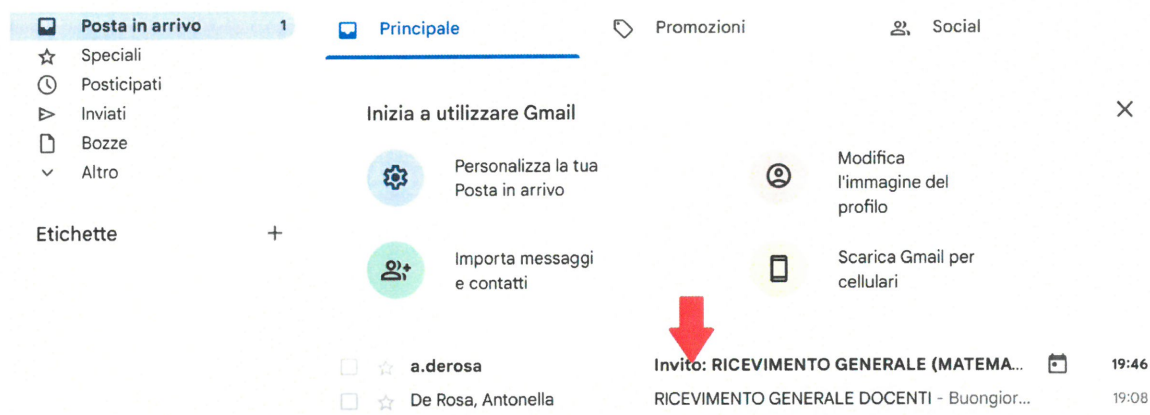 Posta in arrivo 1
Speciali
Posticipati
Inviati
Bozze
Altro
Etichette
Principale
Promozioni
Social
Inizia a utilizzare Gmail
Personalizza la tua
Posta in arrivo
Modifica
l'immagine del
profilo
Importa messaggi
e contatti
Scarica Gmail per
cellulari
a.derosa Invito: RICEVIMENTO GENERALE (MATEMA... 19:46
De Rosa, Antonella RICEVIMENTO GENERALE DOCENTI - Buongior... 19:08